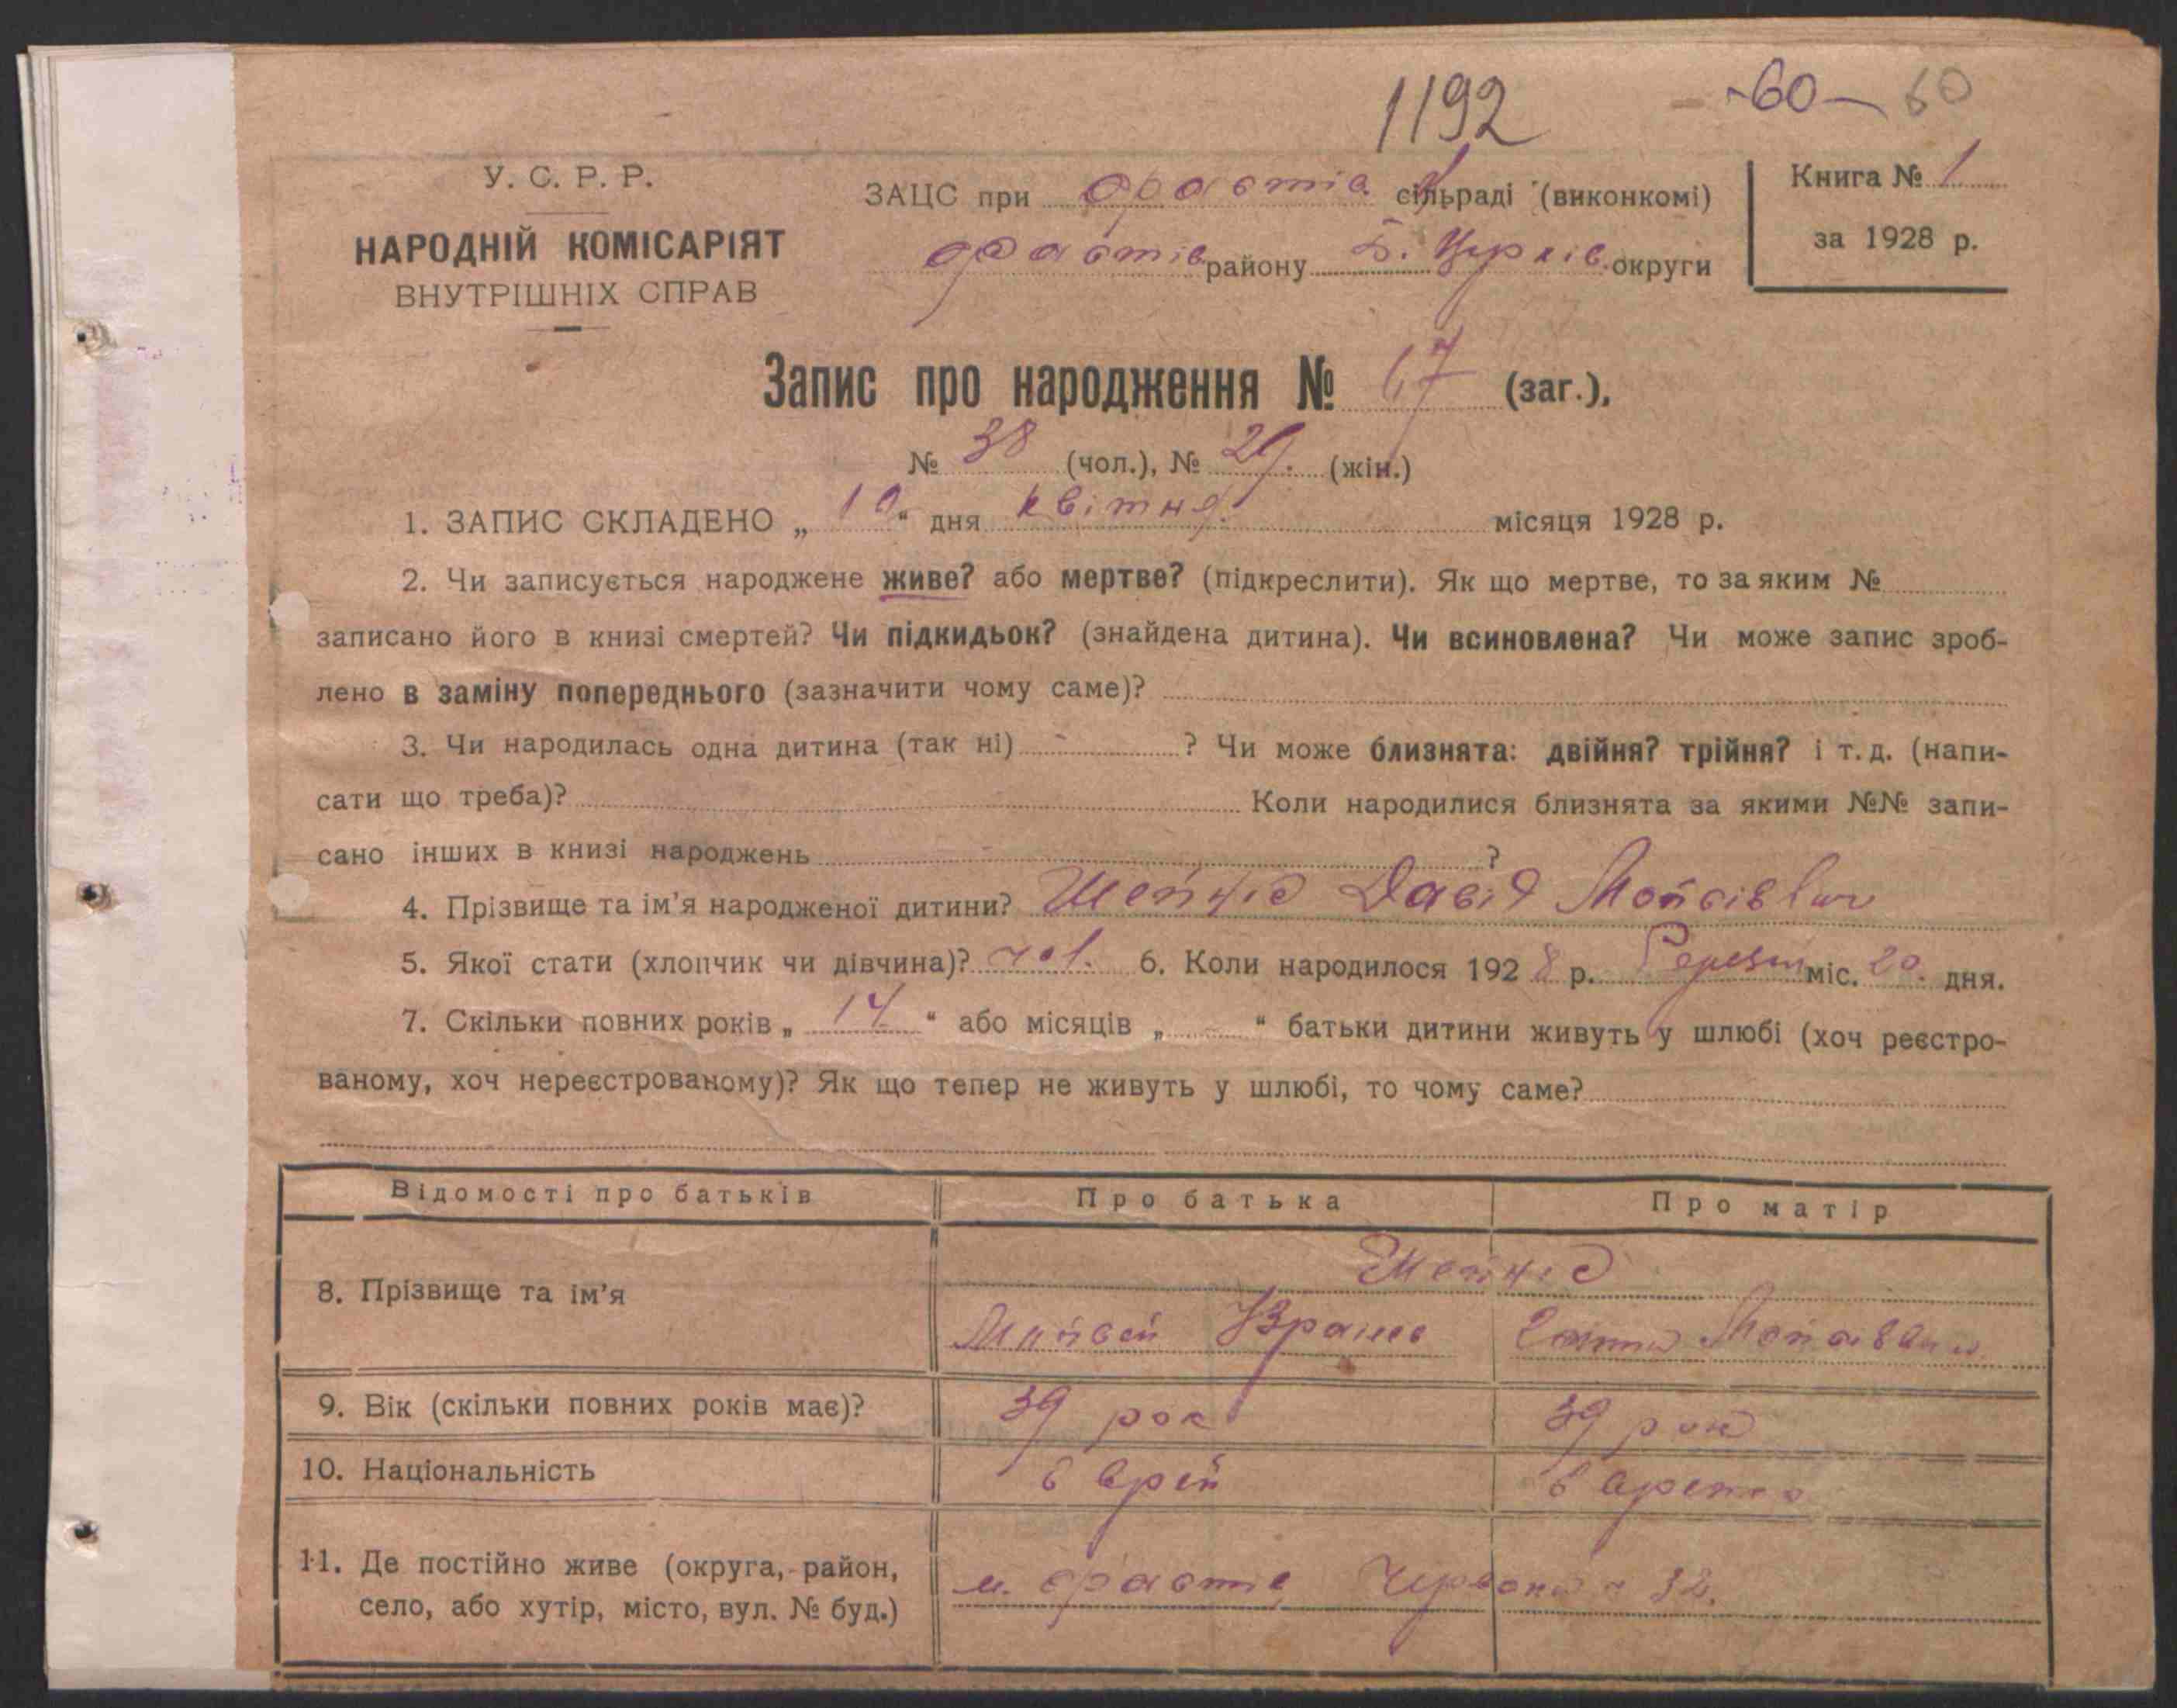 1192 -60- 60
У. С. Р. Р.
НАРОДНІЙ КОМІСАРІЯТ
ВНУТРІШНІХ СПРАВ
ЗАЦС при Фастів. сільраді (виконкомі)
Фастів району Б. Церків. округи
Книга № 1
за 1928 р.
Запис про народження № 67 (заг.),
№ 38 (чол.), № 29. (жін.)
1. ЗАПИС СКЛАДЕНО „ 10 “ дня квітня місяця 1928 р.
2. Чи записується народжене живе? або мертве? (підкреслити). Як що мертве, то за яким №
записано його в книзі смертей? Чи підкидьок? (знайдена дитина). Чи всиновлена? Чи може запис зроб-
лено в заміну попереднього (зазначити чому саме)?
3. Чи народилась одна дитина (так ні) - ? Чи може близнята: двійня? трійня? і т. д. (напи-
сати що треба)? Коли народилися близнята за якими №№ запи-
сано інших в книзі народжень - ?
4. Прізвище та ім’я народженої дитини? Давід Мойсів
5. Якої стати (хлопчик чи дівчина)? чол. 6. Коли народилося 1928 р. міс. 20. дня.
7. Скільки повних років „ 14 “ або місяців „ - “ батьки дитини живуть у шлюбі (хоч реєстро-
ваному, хоч нереєстрованому)? Як що тепер не живуть у шлюбі, то чому саме?
Відомості про батьків Про батька Про матір
8. Прізвище та ім’я
Мойсей
9. Вік (скільки повних років має)? 39 рок 39 рок
10. Національність єврей єврейка
11. Де постійно живе (округа, район,
село, або хутір, місто, вул. № буд.)
м. Фастів Червона 32.